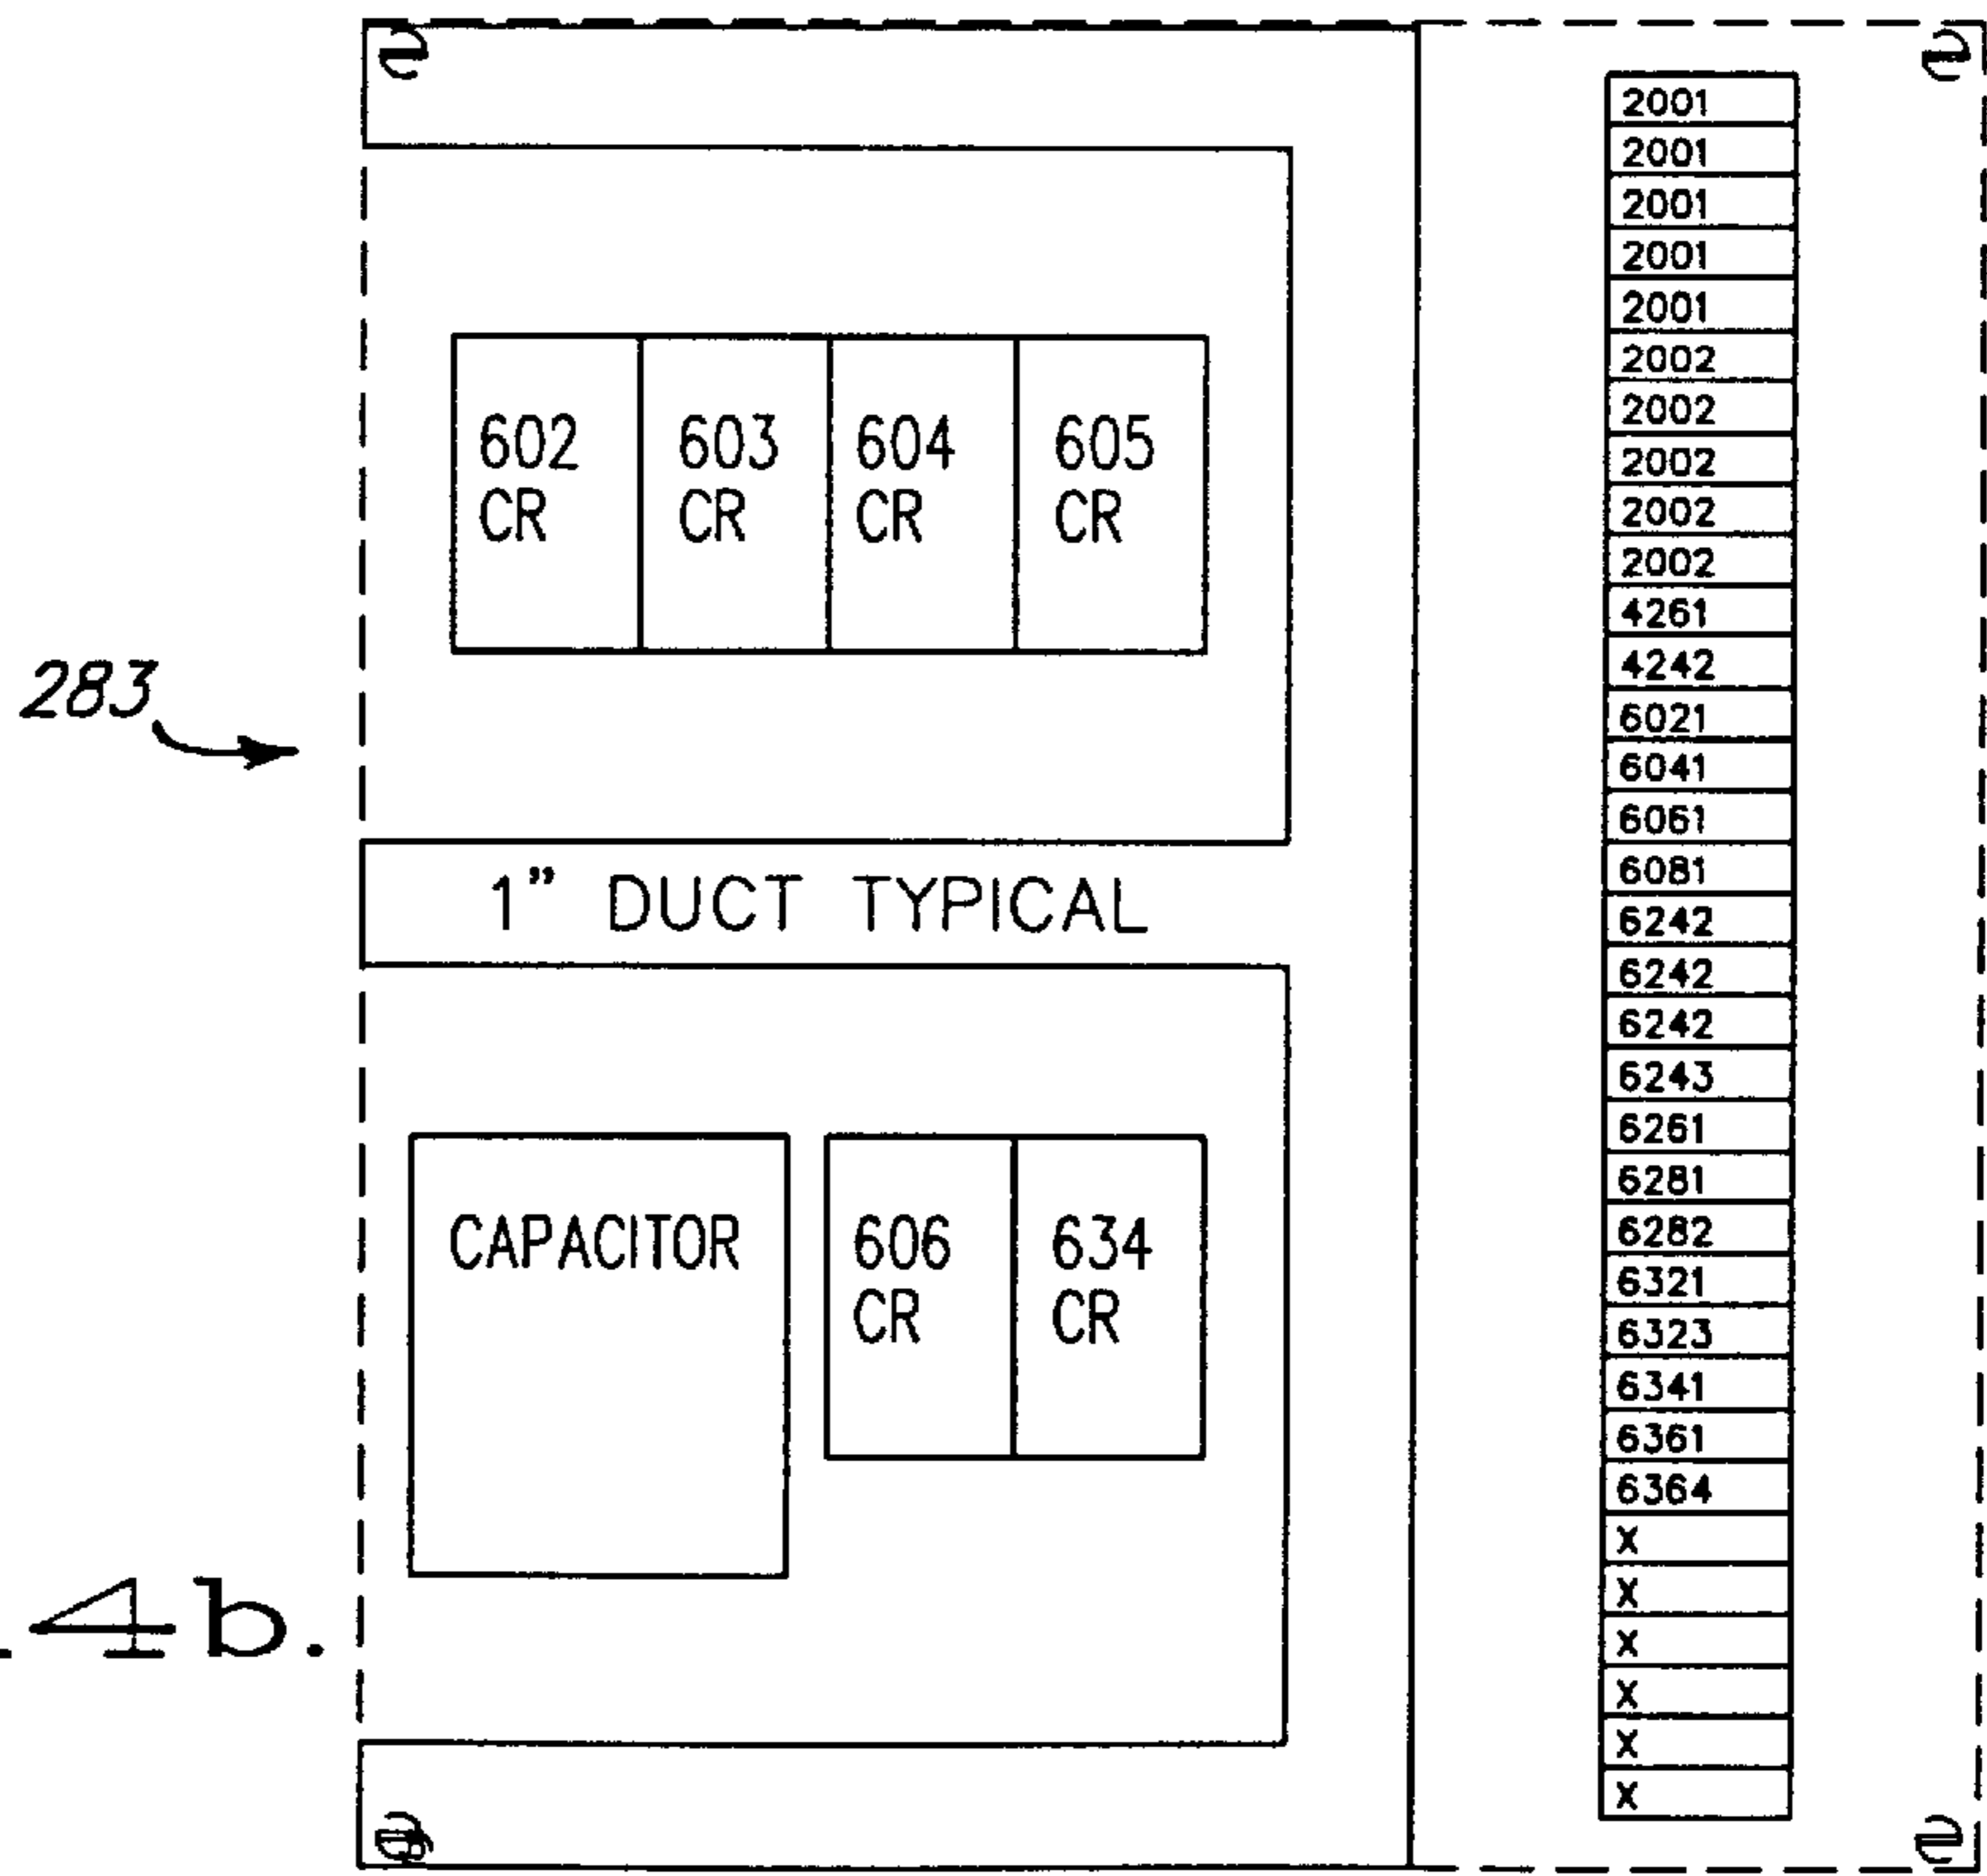 283
602 CR
603 CR
604 CR
605 CR
1” DUCT TYPICAL
CAPACITOR
606 CR
634 CR
2001
2001
2001
2001
2001
2002
2002
2002
2002
2002
4261
4242
6021
6041
6061
6081
6242
6242
6242
6243
6261
6281
6282
6321
6323
6341
6361
6364
X
X
X
X
X
X
4b.